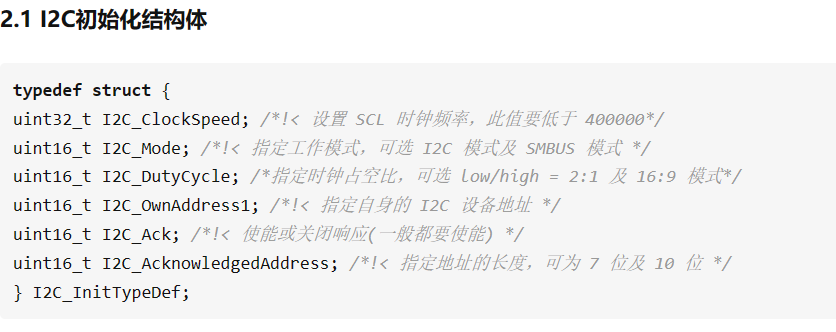 2.1 I2C初始化结构体
typedef struct {
uint32_t I2C_ClockSpeed; /*!< 设置 SCL 时钟频率，此值要低于 400000*/
uint16_t I2C_Mode; /*!< 指定工作模式，可选 I2C 模式及 SMBUS 模式 */
uint16_t I2C_DutyCycle; /*指定时钟占空比，可选 low/high = 2:1 及 16:9 模式*/
uint16_t I2C_OwnAddress1; /*!< 指定自身的 I2C 设备地址 */
uint16_t I2C_Ack; /*!< 使能或关闭响应(一般都要使能) */
uint16_t I2C_AcknowledgedAddress; /*!< 指定地址的长度，可为 7 位及 10 位 */
} I2C_InitTypeDef;